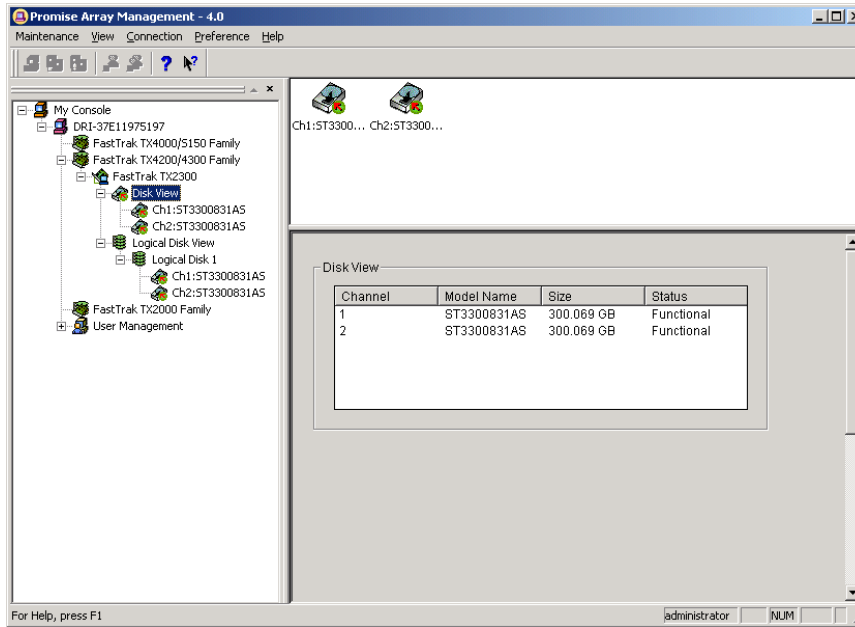 Promise Array Management - 4.0
Maintenance View Connection Preference Help
My Console
DRI-37E11975197
FastTrak TX4000/S150 Family
FastTrak TX4200/4300 Family
FastTrak TX2300
Disk View
Ch1:ST3300831AS
Ch2:ST3300831AS
Logical Disk View
Logical Disk 1
Ch1:ST3300831AS
Ch2:ST3300831AS
FastTrak TX2000 Family
User Management
Ch1:ST3300... Ch2:ST3300...
Disk View
Channel Model Name Size Status
1 ST3300831AS 300.069 GB Functional
2 ST3300831AS 300.069 GB Functional
For Help, press F1
administrator NUM